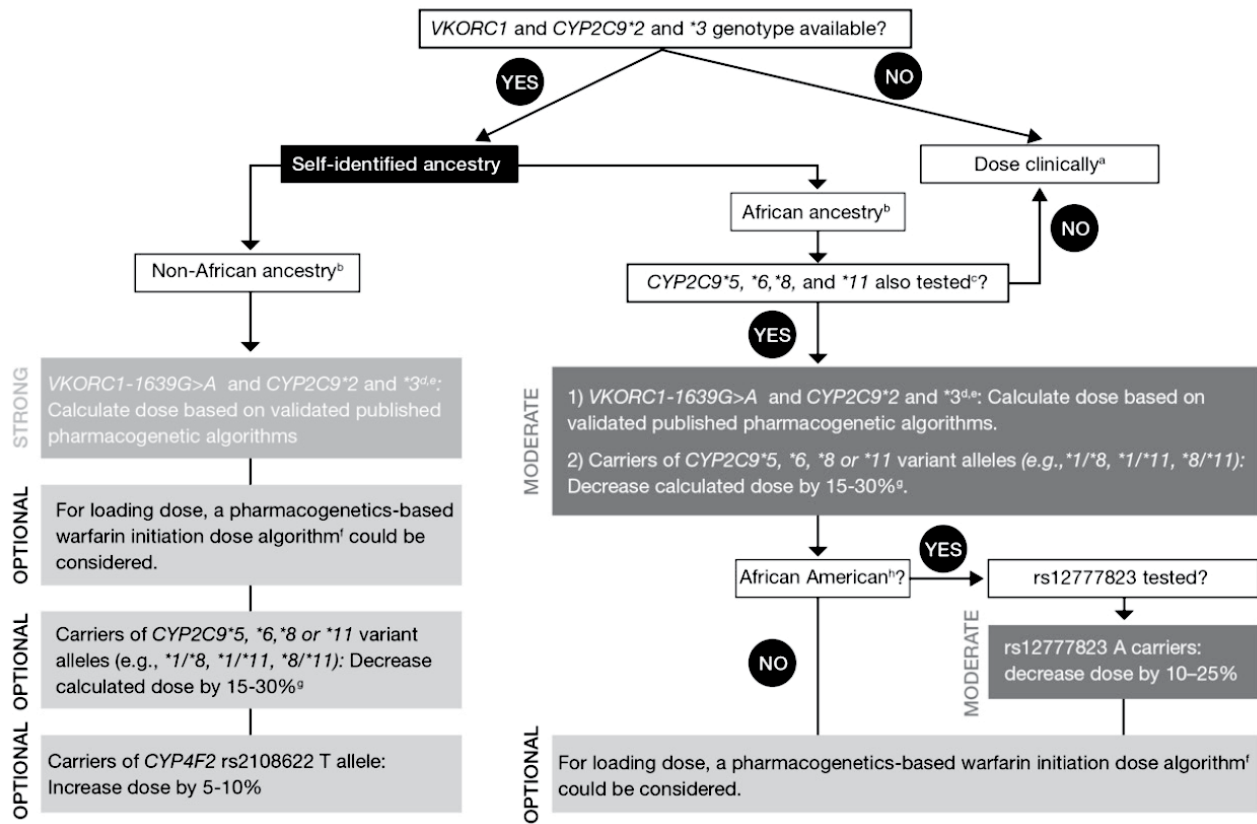 VKORC1 and CYP2C9*2 and *3 genotype available?
YES
NO
Self-identified ancestry
Dose clinicallyᵃ
African ancestryᵇ
NO
Non-African ancestryᵇ
CYP2C9*5, *6,*8, and *11 also testedᶜ?
YES
STRONG
VKORC1-1639G>A and CYP2C9*2 and *3ᵈ,ᵉ:
Calculate dose based on validated published
pharmacogenetic algorithms
MODERATE
1) VKORC1-1639G>A and CYP2C9*2 and *3ᵈ,ᵉ: Calculate dose based on
validated published pharmacogenetic algorithms.
2) Carriers of CYP2C9*5, *6, *8 or *11 variant alleles (e.g.,*1/*8, *1/*11, *8/*11):
Decrease calculated dose by 15-30%ᵍ.
OPTIONAL
For loading dose, a pharmacogenetics-based
warfarin initiation dose algorithmᶠ could be
considered.
African Americanʰ?
YES
rs12777823 tested?
OPTIONAL
Carriers of CYP2C9*5, *6,*8 or *11 variant
alleles (e.g., *1/*8, *1/*11, *8/*11): Decrease
calculated dose by 15-30%ᵍ
NO
MODERATE
rs12777823 A carriers:
decrease dose by 10–25%
OPTIONAL
Carriers of CYP4F2 rs2108622 T allele:
Increase dose by 5-10%
OPTIONAL
For loading dose, a pharmacogenetics-based warfarin initiation dose algorithmᶠ
could be considered.